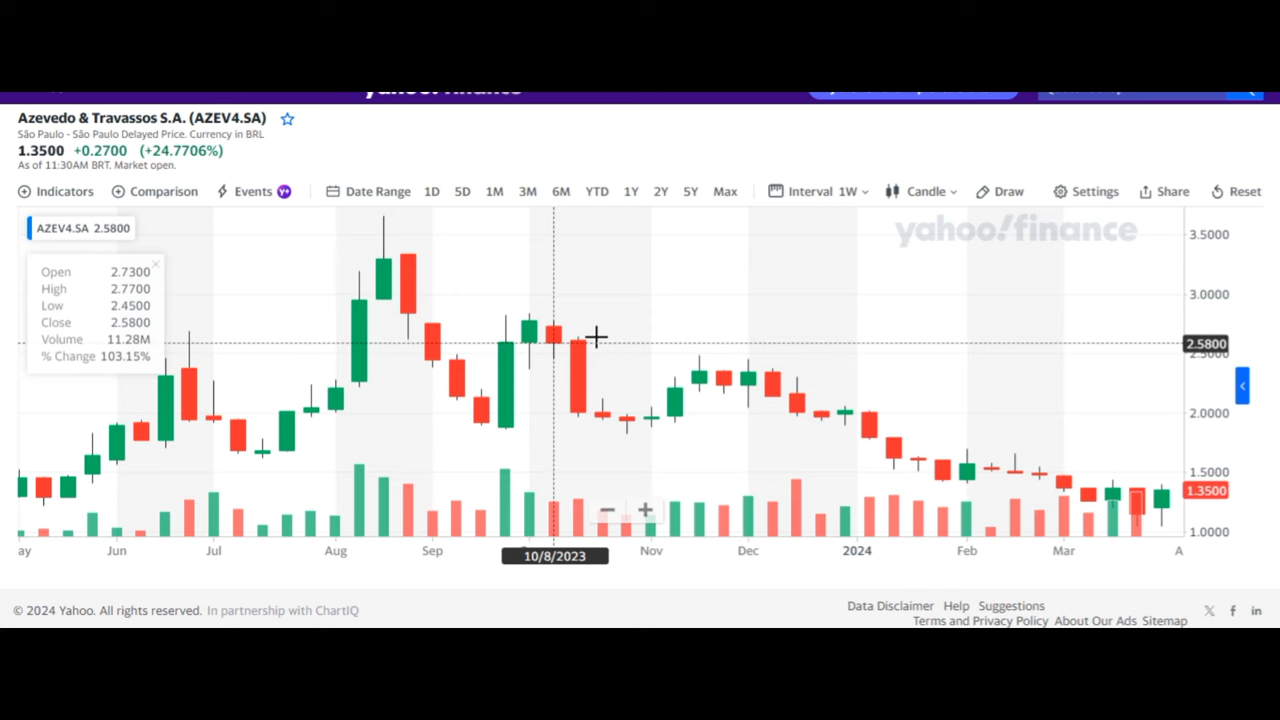 yahoo! finance
Azevedo & Travassos S.A. (AZEV4.SA)
São Paulo - São Paulo Delayed Price. Currency in BRL
1.3500 +0.2700 (+24.7706%)
As of 11:30AM BRT. Market open.
Indicators Comparison Events Y+ Date Range 1D 5D 1M 3M 6M YTD 1Y 2Y 5Y Max Interval 1W Candle Draw Settings Share Reset
AZEV4.SA 2.5800
yahoo!finance
Open 2.7300
High 2.7700
Low 2.4500
Close 2.5800
Volume 11.28M
% Change 103.15%
3.5000
3.0000
2.5800
2.5000
2.0000
1.5000
1.3500
1.0000
ay Jun Jul Aug Sep Nov Dec 2024 Feb Mar A
10/8/2023
© 2024 Yahoo. All rights reserved. In partnership with ChartIQ
Data Disclaimer Help Suggestions
Terms and Privacy Policy About Our Ads Sitemap